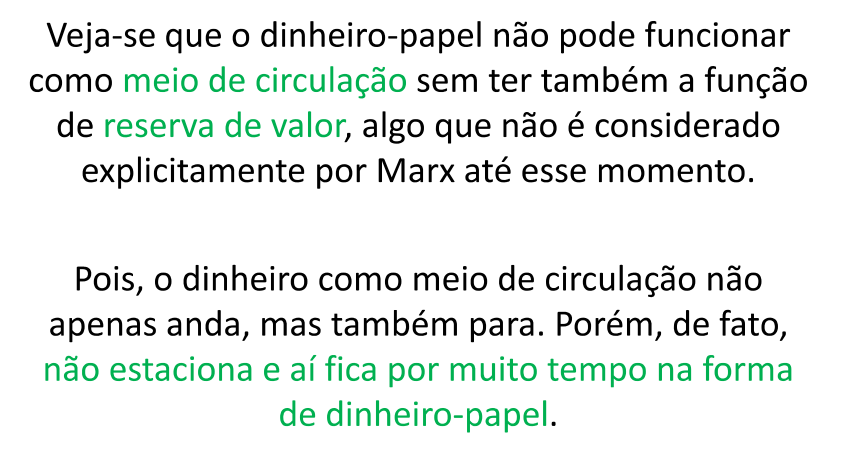 Veja-se que o dinheiro-papel não pode funcionar
como meio de circulação sem ter também a função
de reserva de valor, algo que não é considerado
explicitamente por Marx até esse momento.
Pois, o dinheiro como meio de circulação não
apenas anda, mas também para. Porém, de fato,
não estaciona e aí fica por muito tempo na forma
de dinheiro-papel.